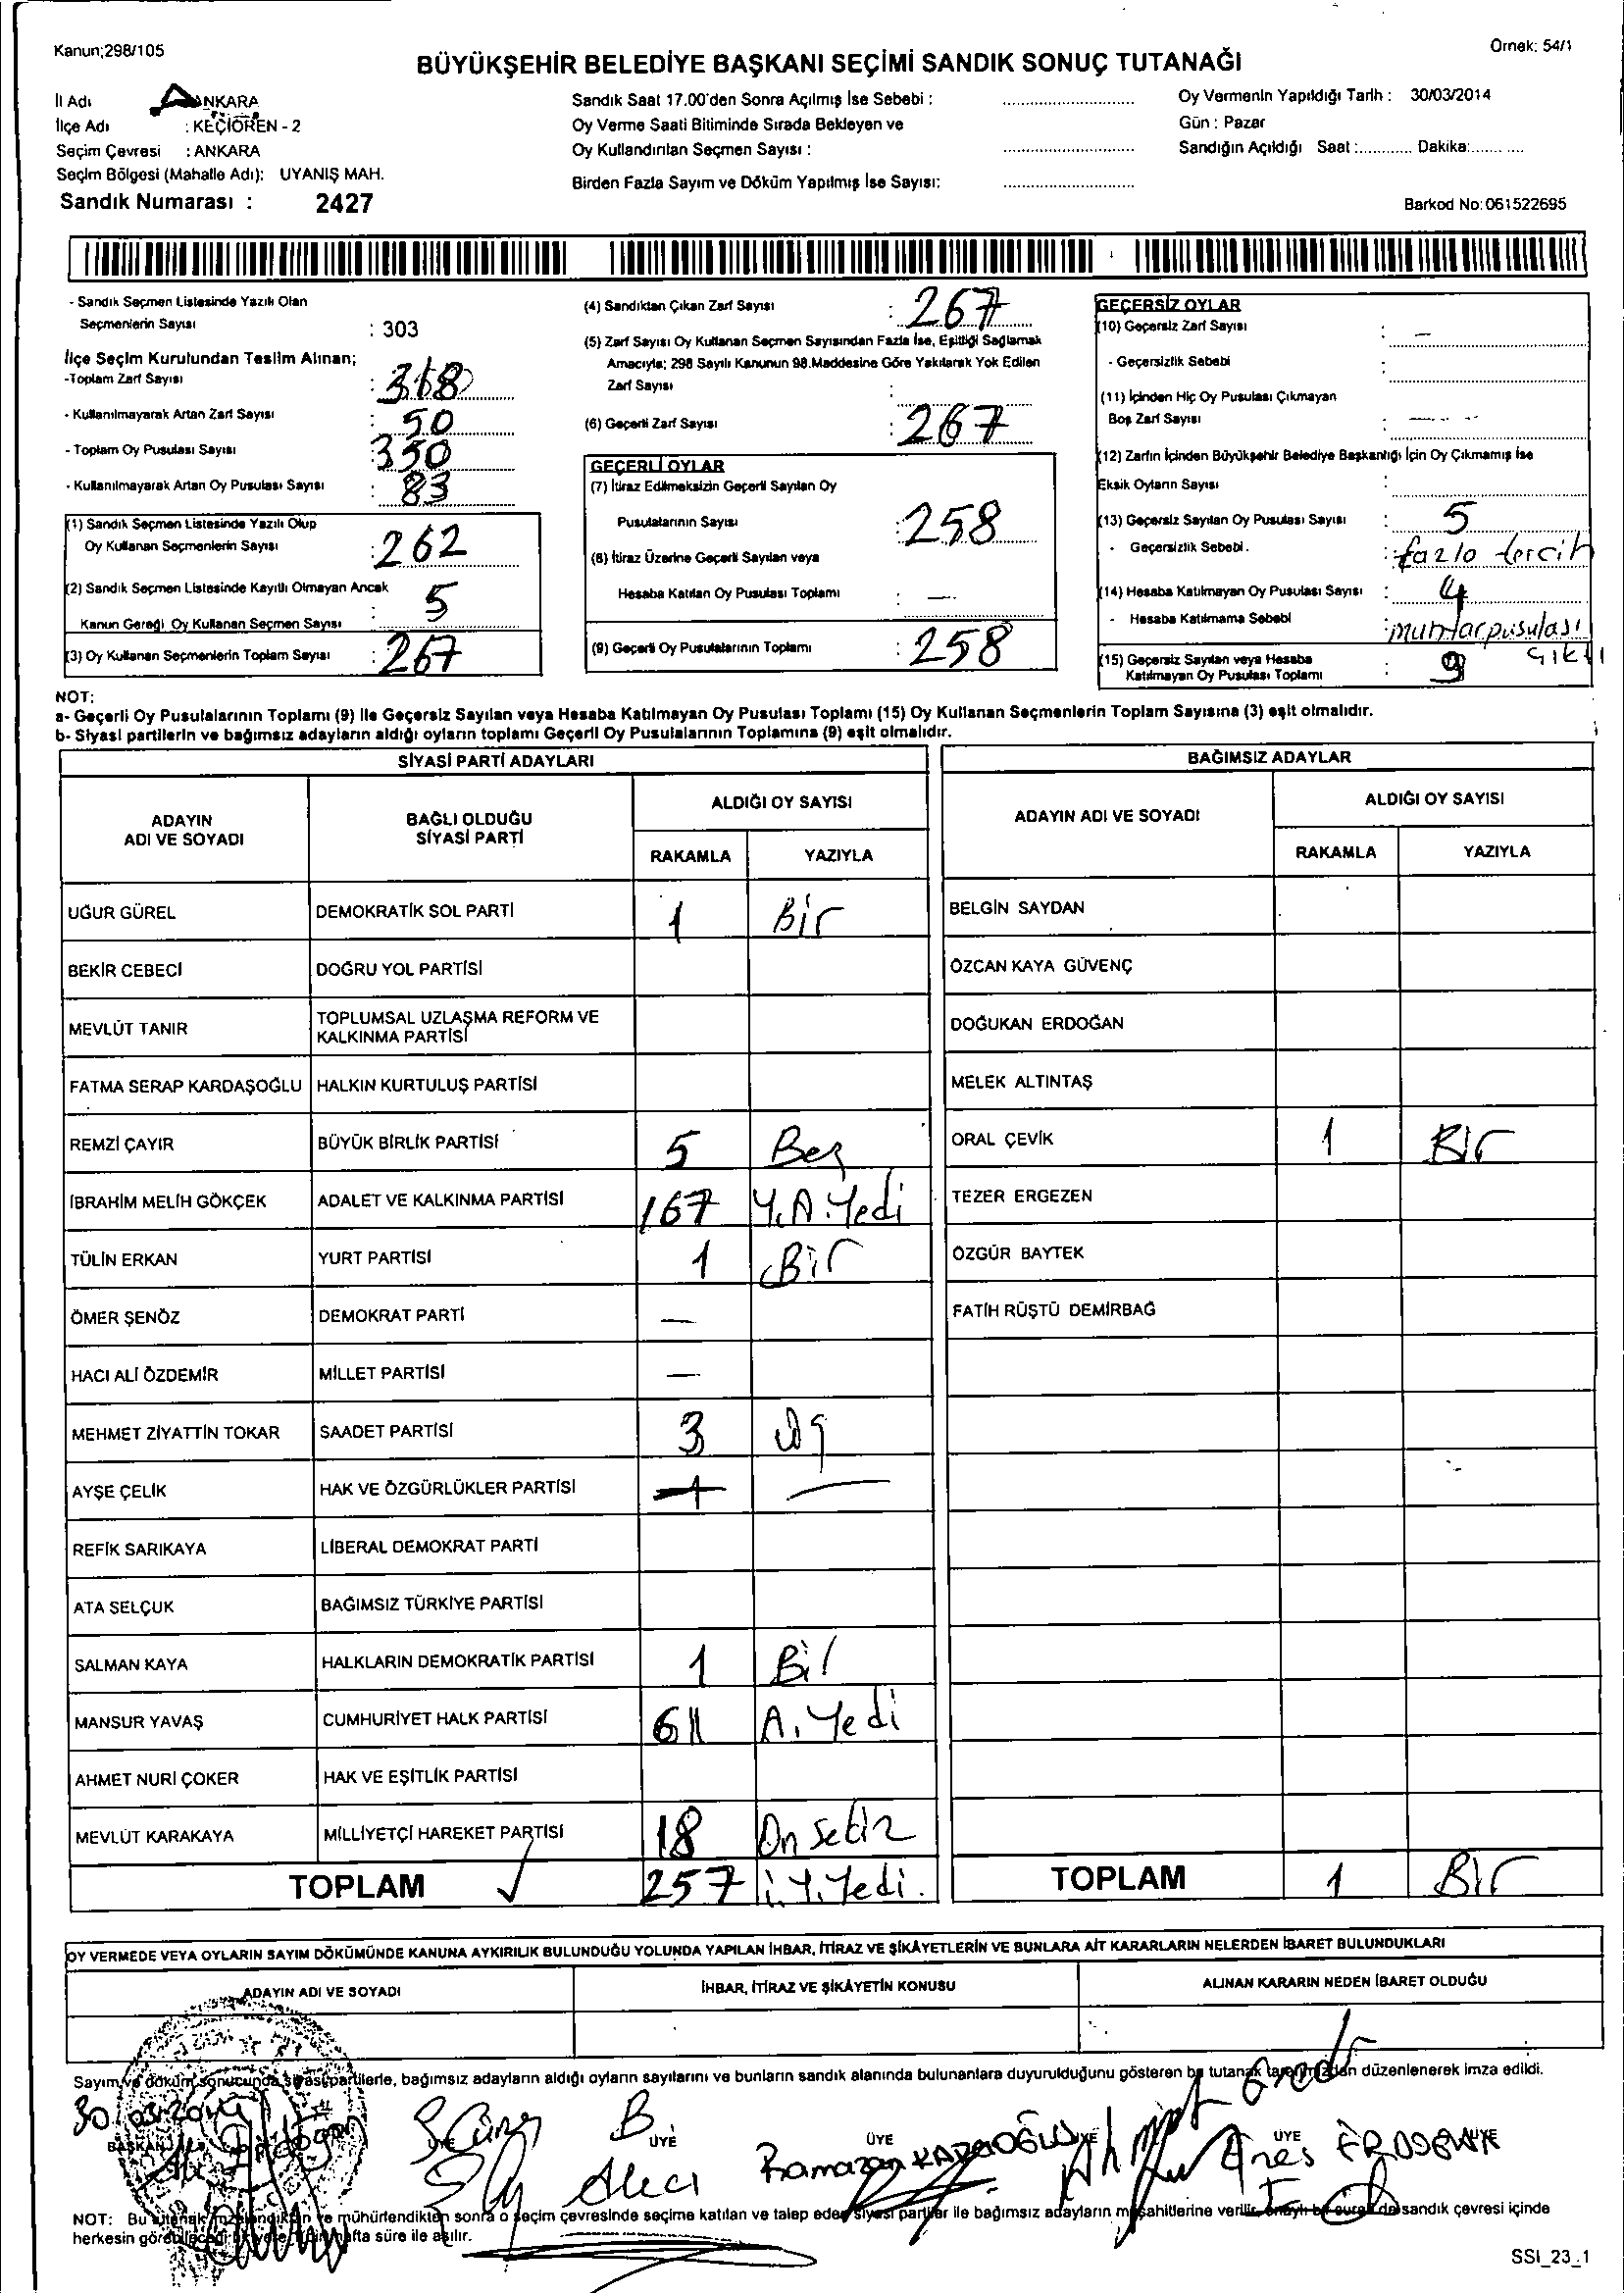 Kanun;298/105
Örnek: 54/1
BÜYÜKŞEHİR BELEDİYE BAŞKANI SEÇİMİ SANDIK SONUÇ TUTANAĞI
İl Adı ANKARA
İlçe Adı : KEÇİÖREN - 2
Seçim Çevresi : ANKARA
Seçim Bölgesi (Mahalle Adı): UYANIŞ MAH.
Sandık Numarası : 2427
Sandık Saat 17.00'den Sonra Açılmış İse Sebebi :
Oy Verme Saati Bitiminde Sırada Bekleyen ve
Oy Kullandırılan Seçmen Sayısı :
Birden Fazla Sayım ve Döküm Yapılmış İse Sayısı:
Oy Vermenin Yapıldığı Tarih : 30/03/2014
Gün : Pazar
Sandığın Açıldığı Saat :............ Dakika:............
Barkod No:061522695
- Sandık Seçmen Listesinde Yazılı Olan
Seçmenlerin Sayısı : 303
İlçe Seçim Kurulundan Teslim Alınan;
-Toplam Zarf Sayısı :
- Kullanılmayarak Artan Zarf Sayısı : 50
- Toplam Oy Pusulası Sayısı : 350
- Kullanılmayarak Artan Oy Pusulası Sayısı : 83
(1) Sandık Seçmen Listesinde Yazılı Olup
Oy Kullanan Seçmenlerin Sayısı : 262
(2) Sandık Seçmen Listesinde Kayıtlı Olmayan Ancak
Kanun Gereği Oy Kullanan Seçmen Sayısı : 5
(3) Oy Kullanan Seçmenlerin Toplam Sayısı : 267
(4) Sandıktan Çıkan Zarf Sayısı : 267
(5) Zarf Sayısı Oy Kullanan Seçmen Sayısından Fazla İse, Eşitliği Sağlamak
Amacıyla; 298 Sayılı Kanunun 98.Maddesine Göre Yakılarak Yok Edilen
Zarf Sayısı :
(6) Geçerli Zarf Sayısı : 267
GEÇERLİ OYLAR
(7) İtiraz Edilmeksizin Geçerli Sayılan Oy
Pusulalarının Sayısı : 258
(8) İtiraz Üzerine Geçerli Sayılan veya
Hesaba Katılan Oy Pusulası Toplamı : —
(9) Geçerli Oy Pusulalarının Toplamı : 258
GEÇERSİZ OYLAR
(10) Geçersiz Zarf Sayısı : —
- Geçersizlik Sebebi :
(11) İçinden Hiç Oy Pusulası Çıkmayan
Boş Zarf Sayısı : —
(12) Zarfın İçinden Büyükşehir Belediye Başkanlığı İçin Oy Çıkmamış İse
Eksik Oyların Sayısı :
(13) Geçersiz Sayılan Oy Pusulası Sayısı : 5
- Geçersizlik Sebebi. : fazla tercih
(14) Hesaba Katılmayan Oy Pusulası Sayısı : 4
- Hesaba Katılmama Sebebi : muhtar pusulası
çıktı
(15) Geçersiz Sayılan veya Hesaba
Katılmayan Oy Pusulası Toplamı : 9
NOT:
a- Geçerli Oy Pusulalarının Toplamı (9) ile Geçersiz Sayılan veya Hesaba Katılmayan Oy Pusulası Toplamı (15) Oy Kullanan Seçmenlerin Toplam Sayısına (3) eşit olmalıdır.
b- Siyasi partilerin ve bağımsız adayların aldığı oyların toplamı Geçerli Oy Pusulalarının Toplamına (9) eşit olmalıdır.
SİYASİ PARTİ ADAYLARI
ADAYIN ADI VE SOYADI
BAĞLI OLDUĞU SİYASİ PARTİ
ALDIĞI OY SAYISI
RAKAMLA YAZIYLA
UĞUR GÜREL DEMOKRATİK SOL PARTİ 1 Bir
BEKİR CEBECİ DOĞRU YOL PARTİSİ
MEVLÜT TANIR TOPLUMSAL UZLAŞMA REFORM VE
KALKINMA PARTİSİ
FATMA SERAP KARDAŞOĞLU HALKIN KURTULUŞ PARTİSİ
REMZİ ÇAYIR BÜYÜK BİRLİK PARTİSİ 5 Beş
İBRAHİM MELİH GÖKÇEK ADALET VE KALKINMA PARTİSİ 167 Y.A.Yedi
TÜLİN ERKAN YURT PARTİSİ 1 Bir
ÖMER ŞENÖZ DEMOKRAT PARTİ —
HACI ALİ ÖZDEMİR MİLLET PARTİSİ —
MEHMET ZİYATTİN TOKAR SAADET PARTİSİ 3 üç
AYŞE ÇELİK HAK VE ÖZGÜRLÜKLER PARTİSİ —
REFİK SARIKAYA LİBERAL DEMOKRAT PARTİ
ATA SELÇUK BAĞIMSIZ TÜRKİYE PARTİSİ
SALMAN KAYA HALKLARIN DEMOKRATİK PARTİSİ 1 Bir
MANSUR YAVAŞ CUMHURİYET HALK PARTİSİ A. Yedi
AHMET NURİ ÇOKER HAK VE EŞİTLİK PARTİSİ
MEVLÜT KARAKAYA MİLLİYETÇİ HAREKET PARTİSİ 18 On sekiz
TOPLAM 257 İ.Y.Yedi.
BAĞIMSIZ ADAYLAR
ADAYIN ADI VE SOYADI
ALDIĞI OY SAYISI
RAKAMLA YAZIYLA
BELGİN SAYDAN
ÖZCAN KAYA GÜVENÇ
DOĞUKAN ERDOĞAN
MELEK ALTINTAŞ
ORAL ÇEVİK 1 Bir
TEZER ERGEZEN
ÖZGÜR BAYTEK
FATİH RÜŞTÜ DEMİRBAĞ
TOPLAM 1 Bir
OY VERMEDE VEYA OYLARIN SAYIM DÖKÜMÜNDE KANUNA AYKIRILIK BULUNDUĞU YOLUNDA YAPILAN İHBAR, İTİRAZ VE ŞİKÂYETLERİN VE BUNLARA AİT KARARLARIN NELERDEN İBARET BULUNDUKLARI
ADAYIN ADI VE SOYADI
İHBAR, İTİRAZ VE ŞİKÂYETİN KONUSU
ALINAN KARARIN NEDEN İBARET OLDUĞU
Sayım ve döküm sonucunda siyasi partilerle, bağımsız adayların aldığı oyların sayılarını ve bunların sandık alanında bulunanlara duyurulduğunu gösteren bu tutanak tarafımızdan düzenlenerek imza edildi.
30.03.2014
BAŞKAN ÜYE ÜYE ÜYE ÜYE
Ramazan KARAOĞLU
NOT: Bu tutanak imzalandıktan ve mühürlendikten sonra o seçim çevresinde seçime katılan ve talep eden siyasi partiler ile bağımsız adayların müşahitlerine verilir, onaylı bir sureti de sandık çevresi içinde
herkesin görebileceği bir yere bir hafta süre ile asılır.
SSI_23_1